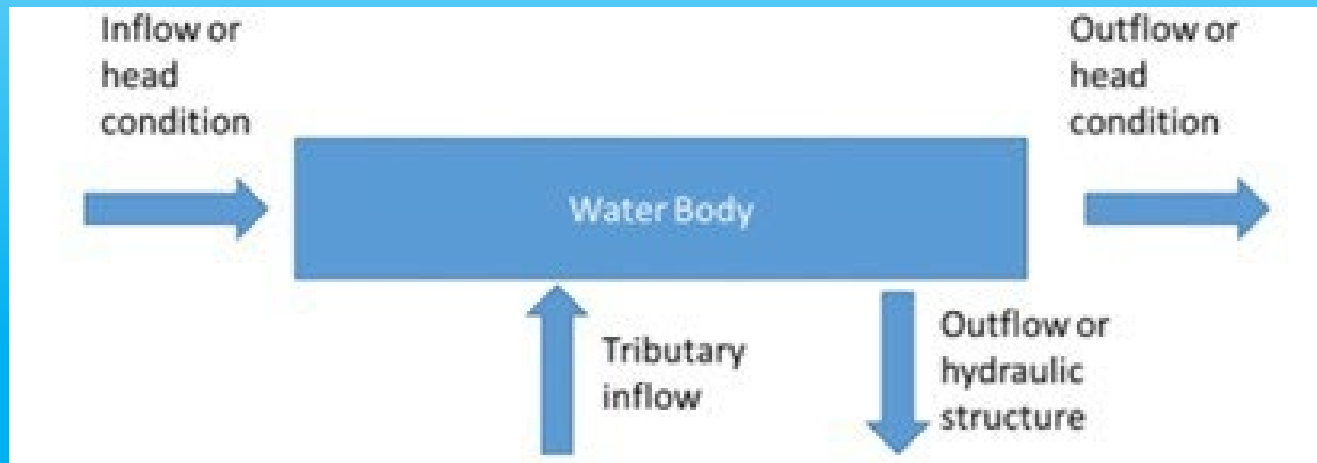 Inflow or
head
condition
Outflow or
head
condition
Water Body
Tributary
inflow
Outflow or
hydraulic
structure